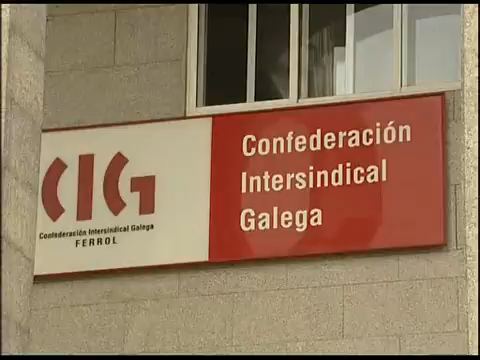 CIG
Confederación Intersindical Galega
FERROL
Confederación
Intersindical
Galega